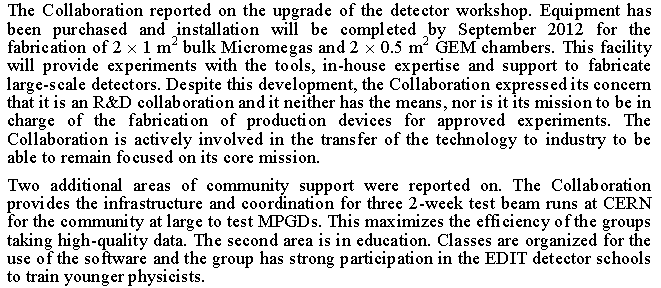 The Collaboration reported on the upgrade of the detector workshop. Equipment has
been purchased and installation will be completed by September 2012 for the
fabrication of 2 × 1 m² bulk Micromegas and 2 × 0.5 m² GEM chambers. This facility
will provide experiments with the tools, in-house expertise and support to fabricate
large-scale detectors. Despite this development, the Collaboration expressed its concern
that it is an R&D collaboration and it neither has the means, nor is it its mission to be in
charge of the fabrication of production devices for approved experiments. The
Collaboration is actively involved in the transfer of the technology to industry to be
able to remain focused on its core mission.
Two additional areas of community support were reported on. The Collaboration
provides the infrastructure and coordination for three 2-week test beam runs at CERN
for the community at large to test MPGDs. This maximizes the efficiency of the groups
taking high-quality data. The second area is in education. Classes are organized for the
use of the software and the group has strong participation in the EDIT detector schools
to train younger physicists.